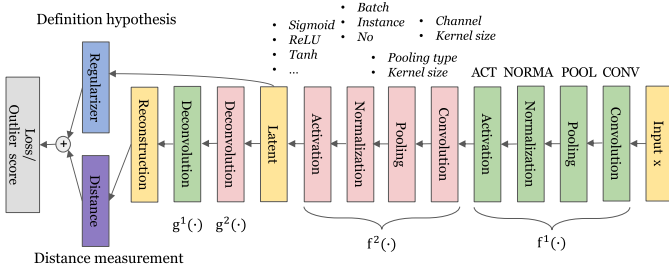 Definition hypothesis
• Sigmoid
• ReLU
• Tanh
• ...
• Batch
• Instance
• No
• Channel
• Kernel size
• Pooling type
• Kernel size
ACT NORMA POOL CONV
Loss/
Outlier score
Regularizer
+
Distance
Reconstruction
Deconvolution
Deconvolution
Latent
Activation
Normalization
Pooling
Convolution
Activation
Normalization
Pooling
Convolution
Input x
g¹(·) g²(·)
f²(·)
f¹(·)
Distance measurement